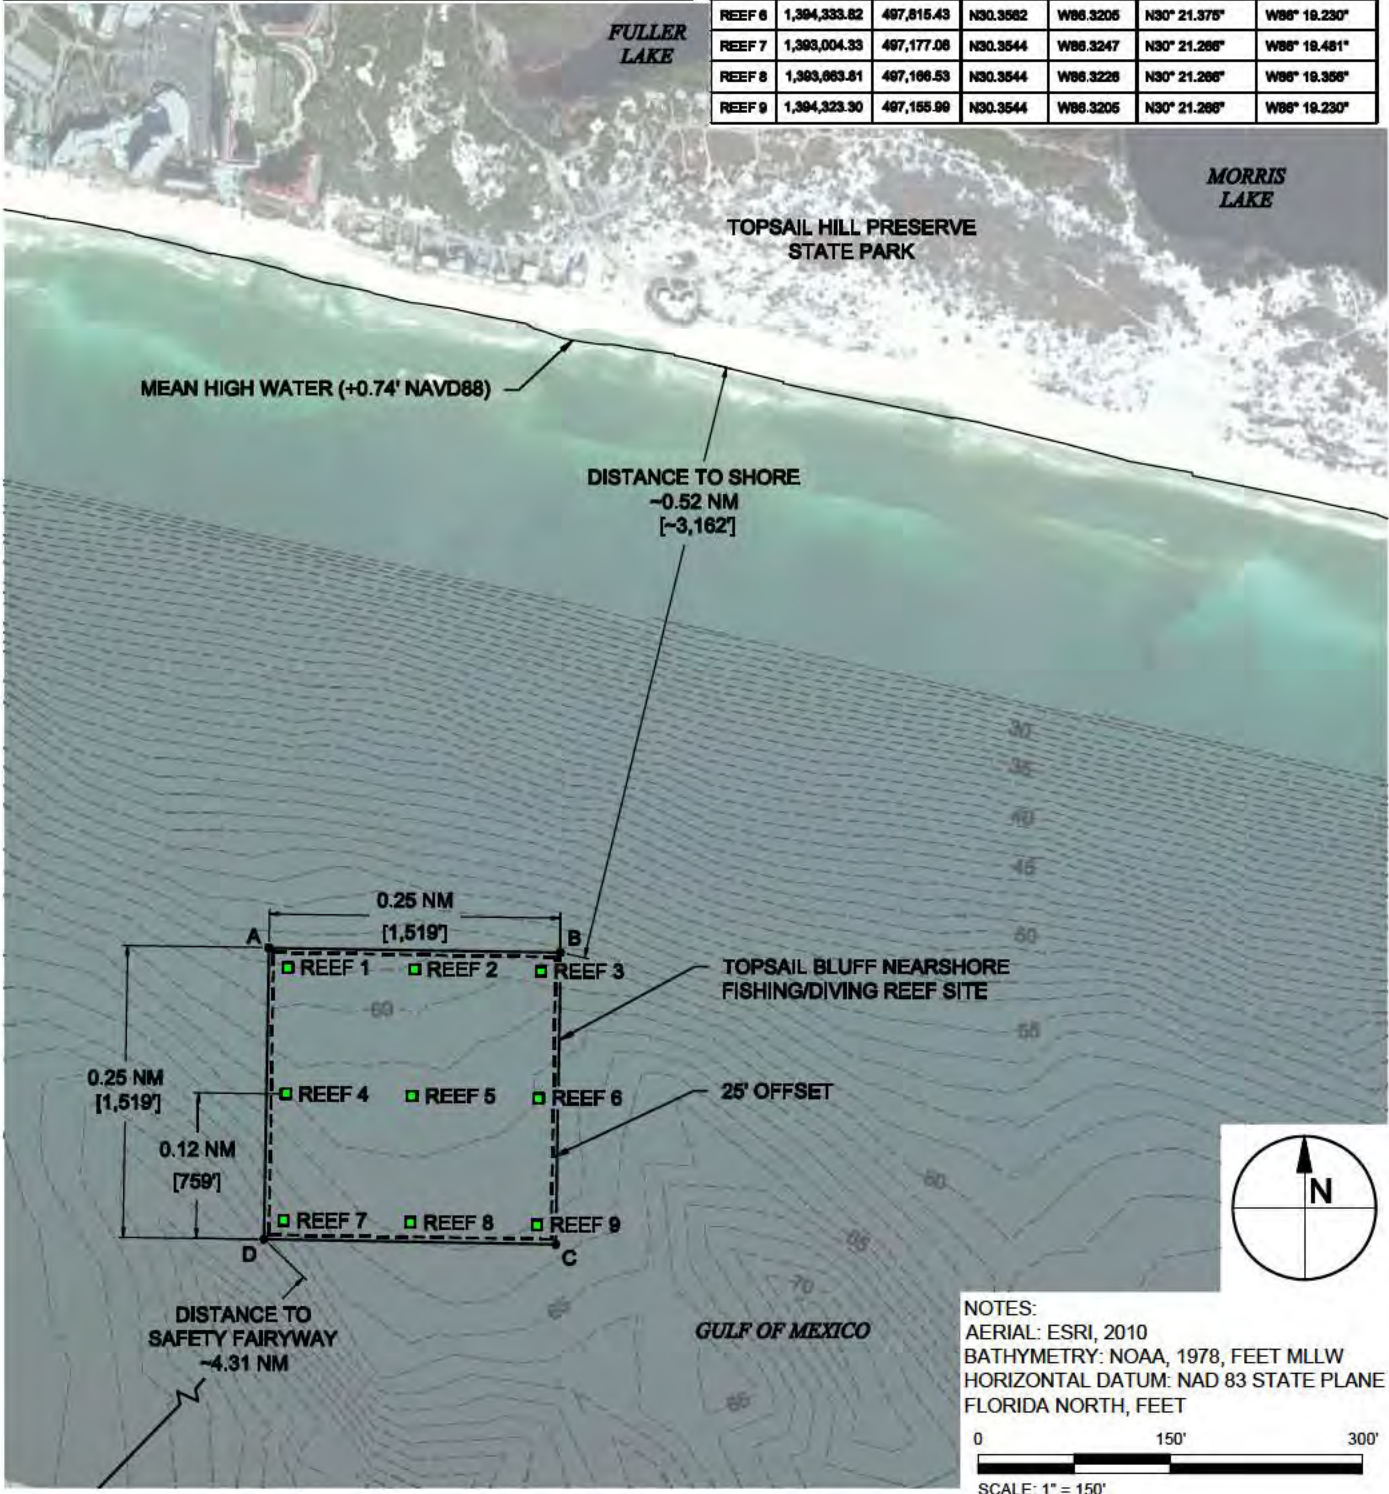 REEF 6 1,394,333.82 497,815.43 N30.3562 W86.3205 N30° 21.375" W86° 19.230"
REEF 7 1,393,004.33 497,177.06 N30.3544 W86.3247 N30° 21.266" W86° 19.481"
REEF 8 1,393,663.81 497,166.53 N30.3544 W86.3226 N30° 21.266" W86° 19.356"
REEF 9 1,394,323.30 497,155.99 N30.3544 W86.3205 N30° 21.266" W86° 19.230"
FULLER
LAKE
MORRIS
LAKE
TOPSAIL HILL PRESERVE
STATE PARK
MEAN HIGH WATER (+0.74' NAVD88)
DISTANCE TO SHORE
~0.52 NM
[~3,162']
30
35
40
45
50
55
0.25 NM
[1,519']
A
B
REEF 1
REEF 2
REEF 3
TOPSAIL BLUFF NEARSHORE
FISHING/DIVING REEF SITE
60
0.25 NM
[1,519']
REEF 4
REEF 5
REEF 6
25' OFFSET
0.12 NM
[759']
REEF 7
REEF 8
REEF 9
D
C
60
65
70
65
65
DISTANCE TO
SAFETY FAIRYWAY
~4.31 NM
GULF OF MEXICO
N
NOTES:
AERIAL: ESRI, 2010
BATHYMETRY: NOAA, 1978, FEET MLLW
HORIZONTAL DATUM: NAD 83 STATE PLANE
FLORIDA NORTH, FEET
0 150' 300'
SCALE: 1" = 150'